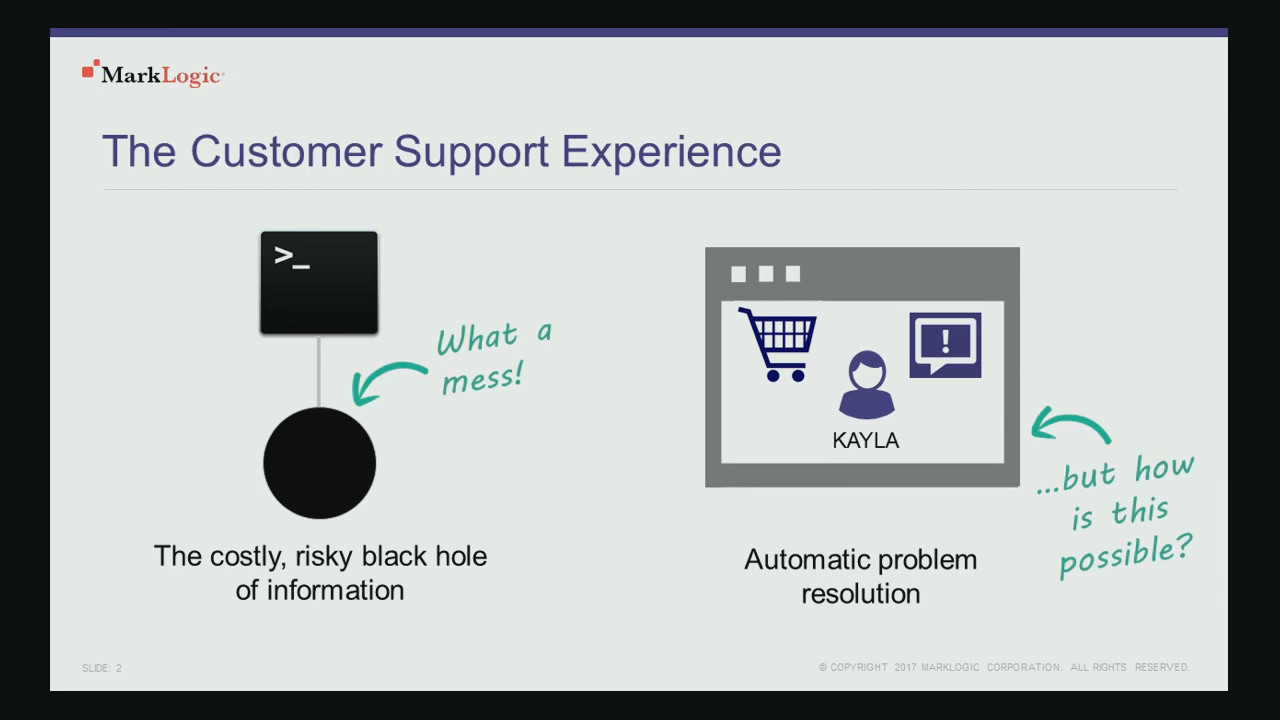 MarkLogic
The Customer Support Experience
>_
What a
mess!
The costly, risky black hole
of information
!
KAYLA
...but how
is this
possible?
Automatic problem
resolution
SLIDE: 2
© COPYRIGHT 2017 MARKLOGIC CORPORATION. ALL RIGHTS RESERVED.